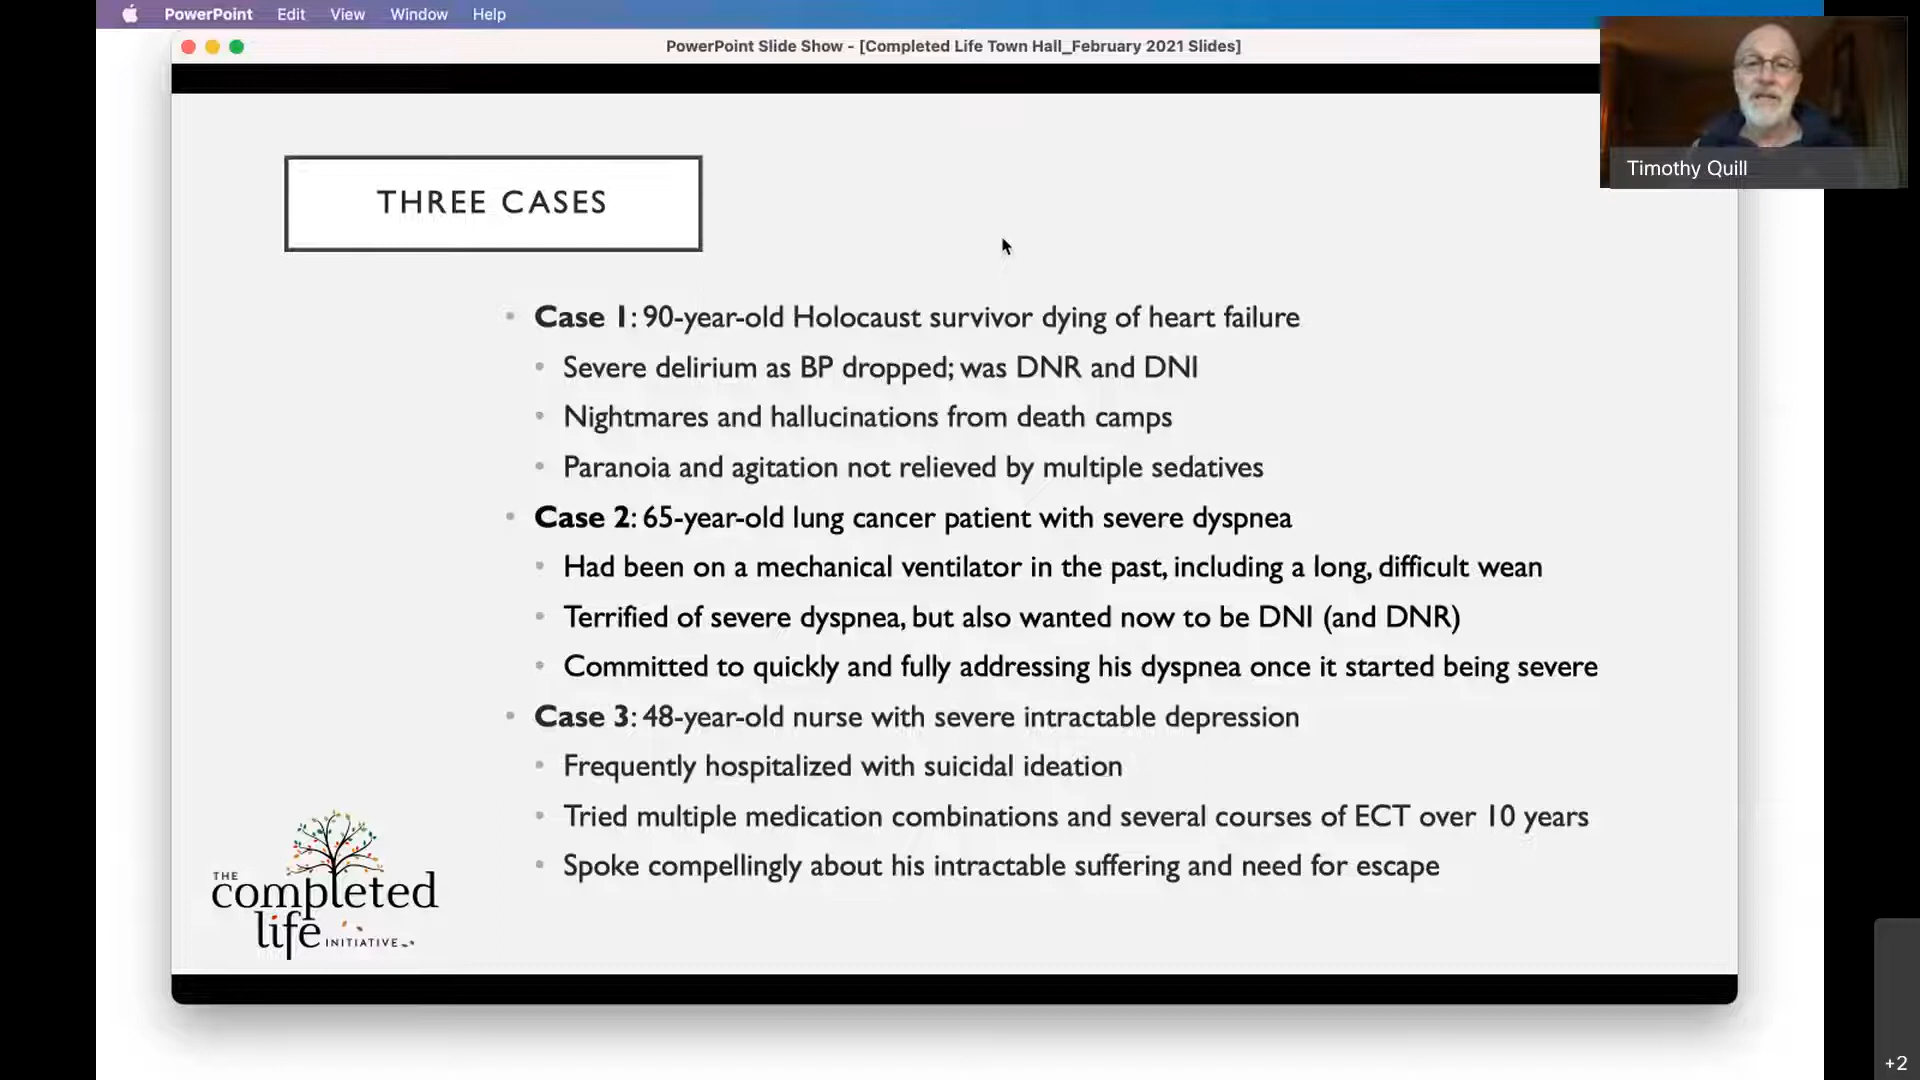 PowerPoint Edit View Window Help
PowerPoint Slide Show - [Completed Life Town Hall_February 2021 Slides]
Timothy Quill
THREE CASES
Case 1: 90-year-old Holocaust survivor dying of heart failure
Severe delirium as BP dropped; was DNR and DNI
Nightmares and hallucinations from death camps
Paranoia and agitation not relieved by multiple sedatives
Case 2: 65-year-old lung cancer patient with severe dyspnea
Had been on a mechanical ventilator in the past, including a long, difficult wean
Terrified of severe dyspnea, but also wanted now to be DNI (and DNR)
Committed to quickly and fully addressing his dyspnea once it started being severe
Case 3: 48-year-old nurse with severe intractable depression
Frequently hospitalized with suicidal ideation
Tried multiple medication combinations and several courses of ECT over 10 years
Spoke compellingly about his intractable suffering and need for escape
THE
completed
life INITIATIVE
+2